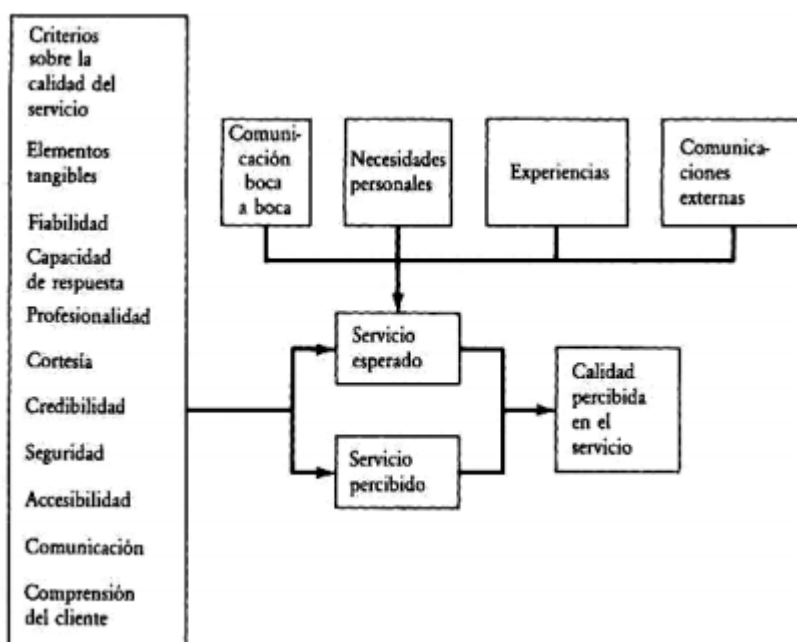 Criterios
sobre la
calidad del
servicio
Elementos
tangibles
Fiabilidad
Capacidad
de respuesta
Profesionalidad
Cortesía
Credibilidad
Seguridad
Accesibilidad
Comunicación
Comprensión
del cliente
Comuni-
cación
boca
a boca
Necesidades
personales
Experiencias
Comunica-
ciones
externas
Servicio
esperado
Servicio
percibido
Calidad
percibida
en el
servicio